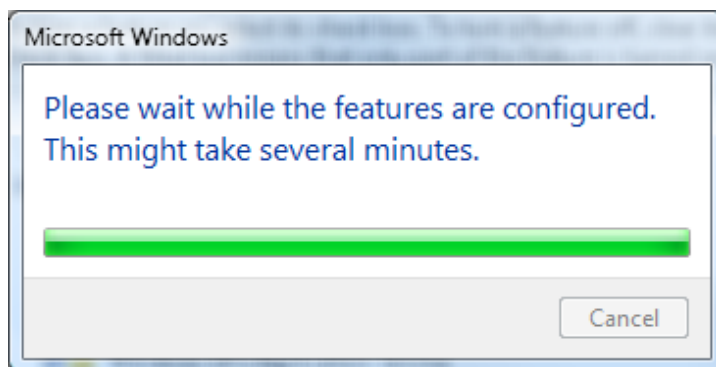 Microsoft Windows
Please wait while the features are configured.
This might take several minutes.
Cancel